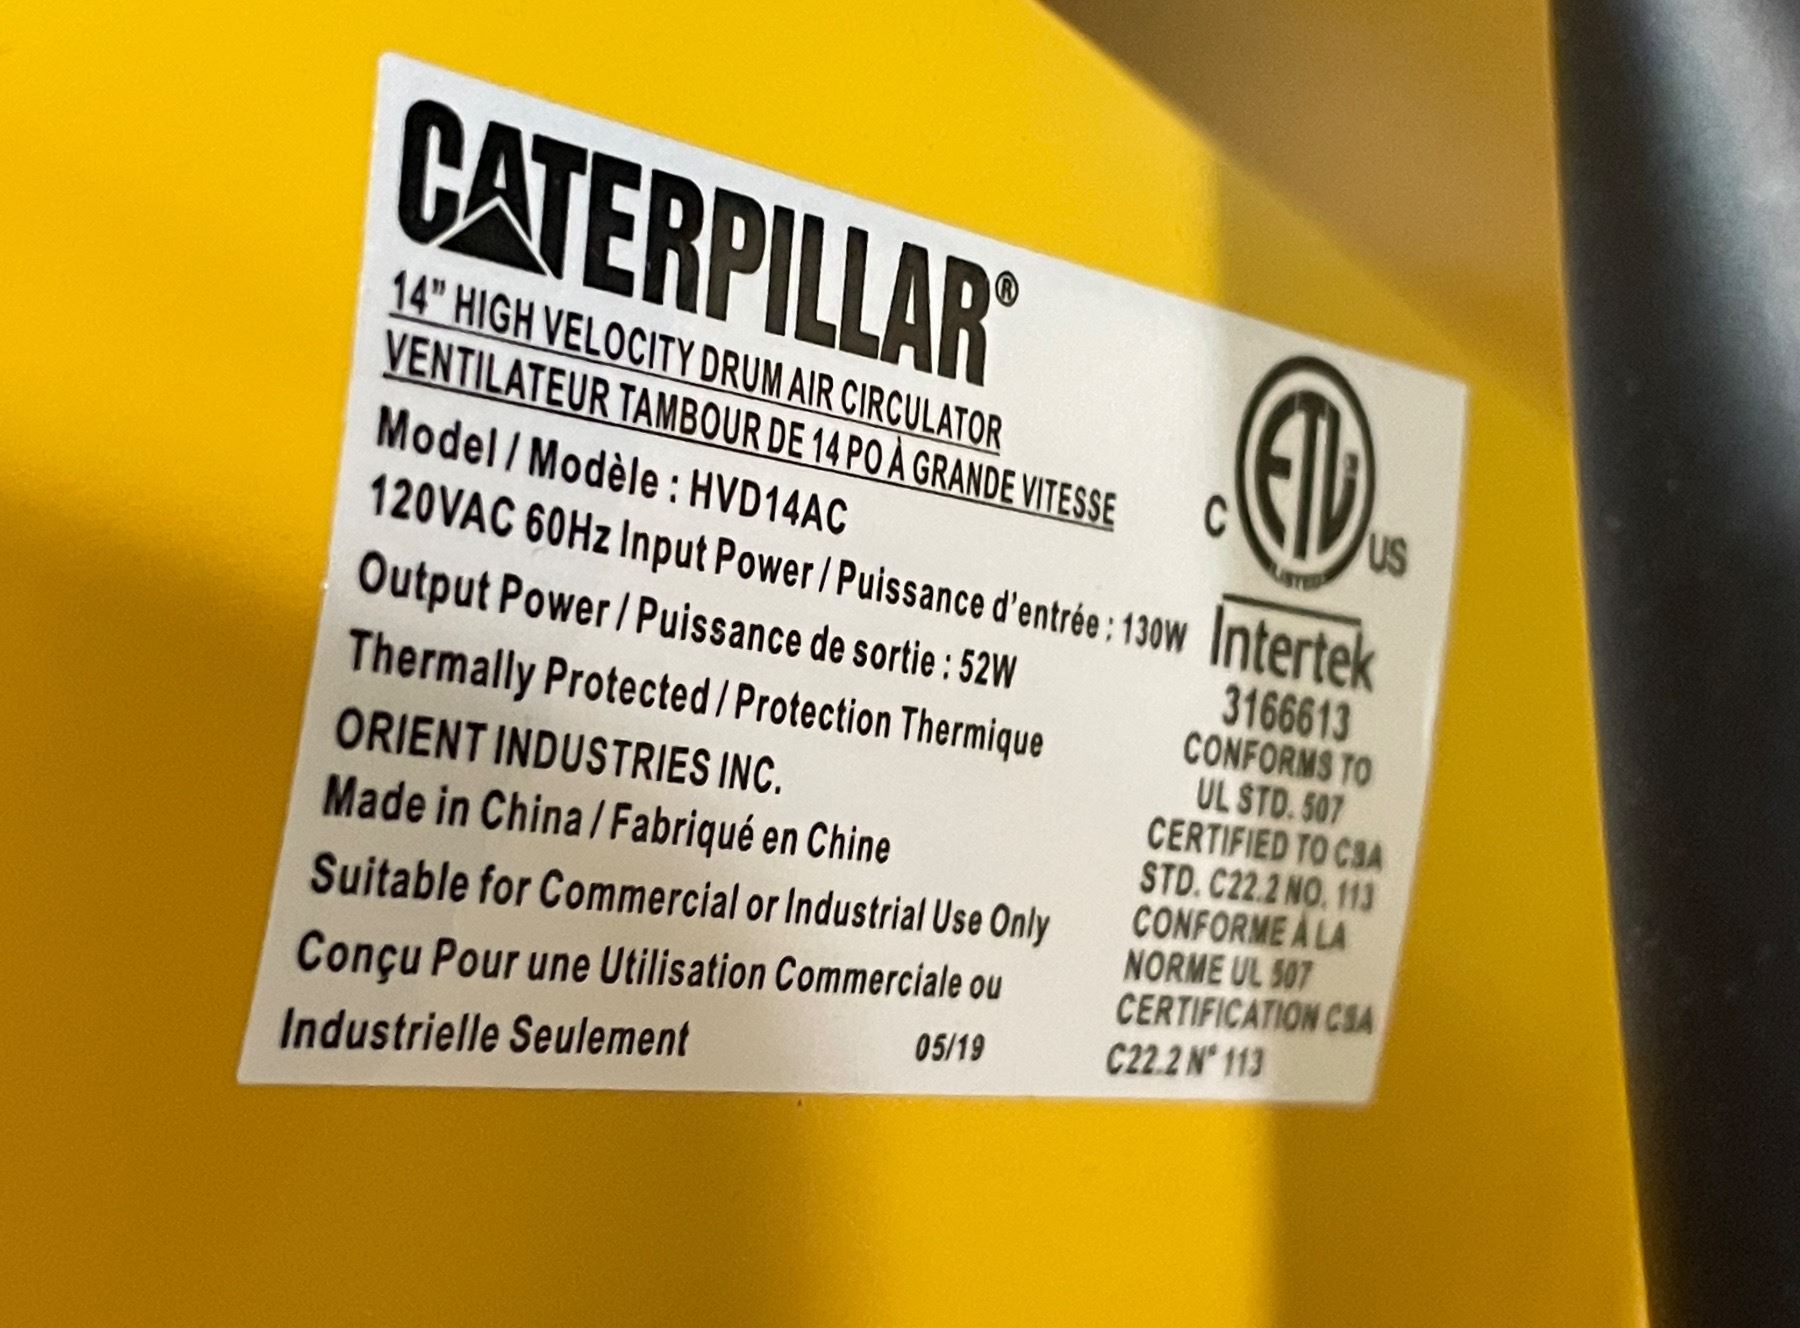 CATERPILLAR®
14" HIGH VELOCITY DRUM AIR CIRCULATOR
VENTILATEUR TAMBOUR DE 14 PO À GRANDE VITESSE
Model / Modèle : HVD14AC
120VAC 60Hz Input Power / Puissance d'entrée : 130W
Output Power / Puissance de sortie : 52W
Thermally Protected / Protection Thermique
ORIENT INDUSTRIES INC.
Made in China / Fabriqué en Chine
Suitable for Commercial or Industrial Use Only
Conçu Pour une Utilisation Commerciale ou
Industrielle Seulement
05/19
C ETL US
LISTED
Intertek
3166613
CONFORMS TO
UL STD. 507
CERTIFIED TO CSA
STD. C22.2 NO. 113
CONFORME À LA
NORME UL 507
CERTIFICATION CSA
C22.2 N° 113